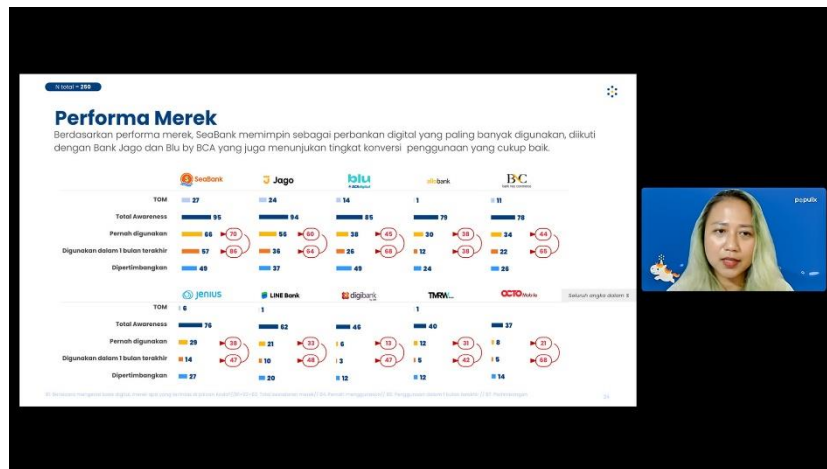 N total = 250
Performa Merek
Berdasarkan performa merek, SeaBank memimpin sebagai perbankan digital yang paling banyak digunakan, diikuti
dengan Bank Jago dan Blu by BCA yang juga menunjukan tingkat konversi penggunaan yang cukup baik.
SeaBank Jago blu allobank BNC
TOM 27 24 14 1 11
Total Awareness 95 94 85 79 78
Pernah digunakan 66 70 56 60 38 45 30 38 34 44
Digunakan dalam 1 bulan terakhir 57 86 36 64 26 68 12 38 22 65
Dipertimbangkan 49 37 49 24 26
Jenius LINE Bank digibank TMRW OCTO Mobile Seluruh angka dalam %
TOM 6 1 1
Total Awareness 76 62 46 40 37
Pernah digunakan 29 38 21 33 6 13 12 31 8 21
Digunakan dalam 1 bulan terakhir 14 47 10 48 3 47 5 42 5 68
Dipertimbangkan 27 20 12 12 14
populix